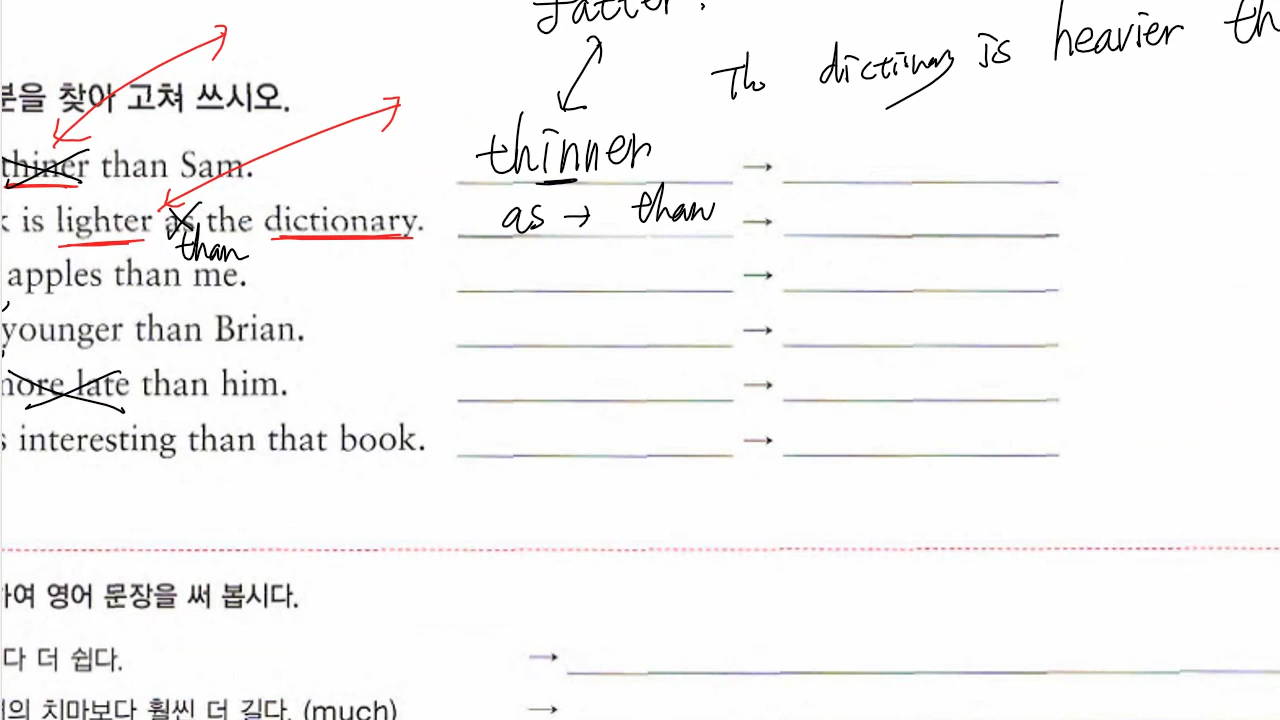 fatter.
The dictionary is heavier th
분을 찾아 고쳐 쓰시오.
thiner than Sam. thinner →
k is lighter as the dictionary. as → than →
than
apples than me. →
younger than Brian. →
more late than him. →
s interesting than that book. →
하여 영어 문장을 써 봅시다.
다 더 쉽다. →
의 치마보다 훨씬 더 길다. (much) →